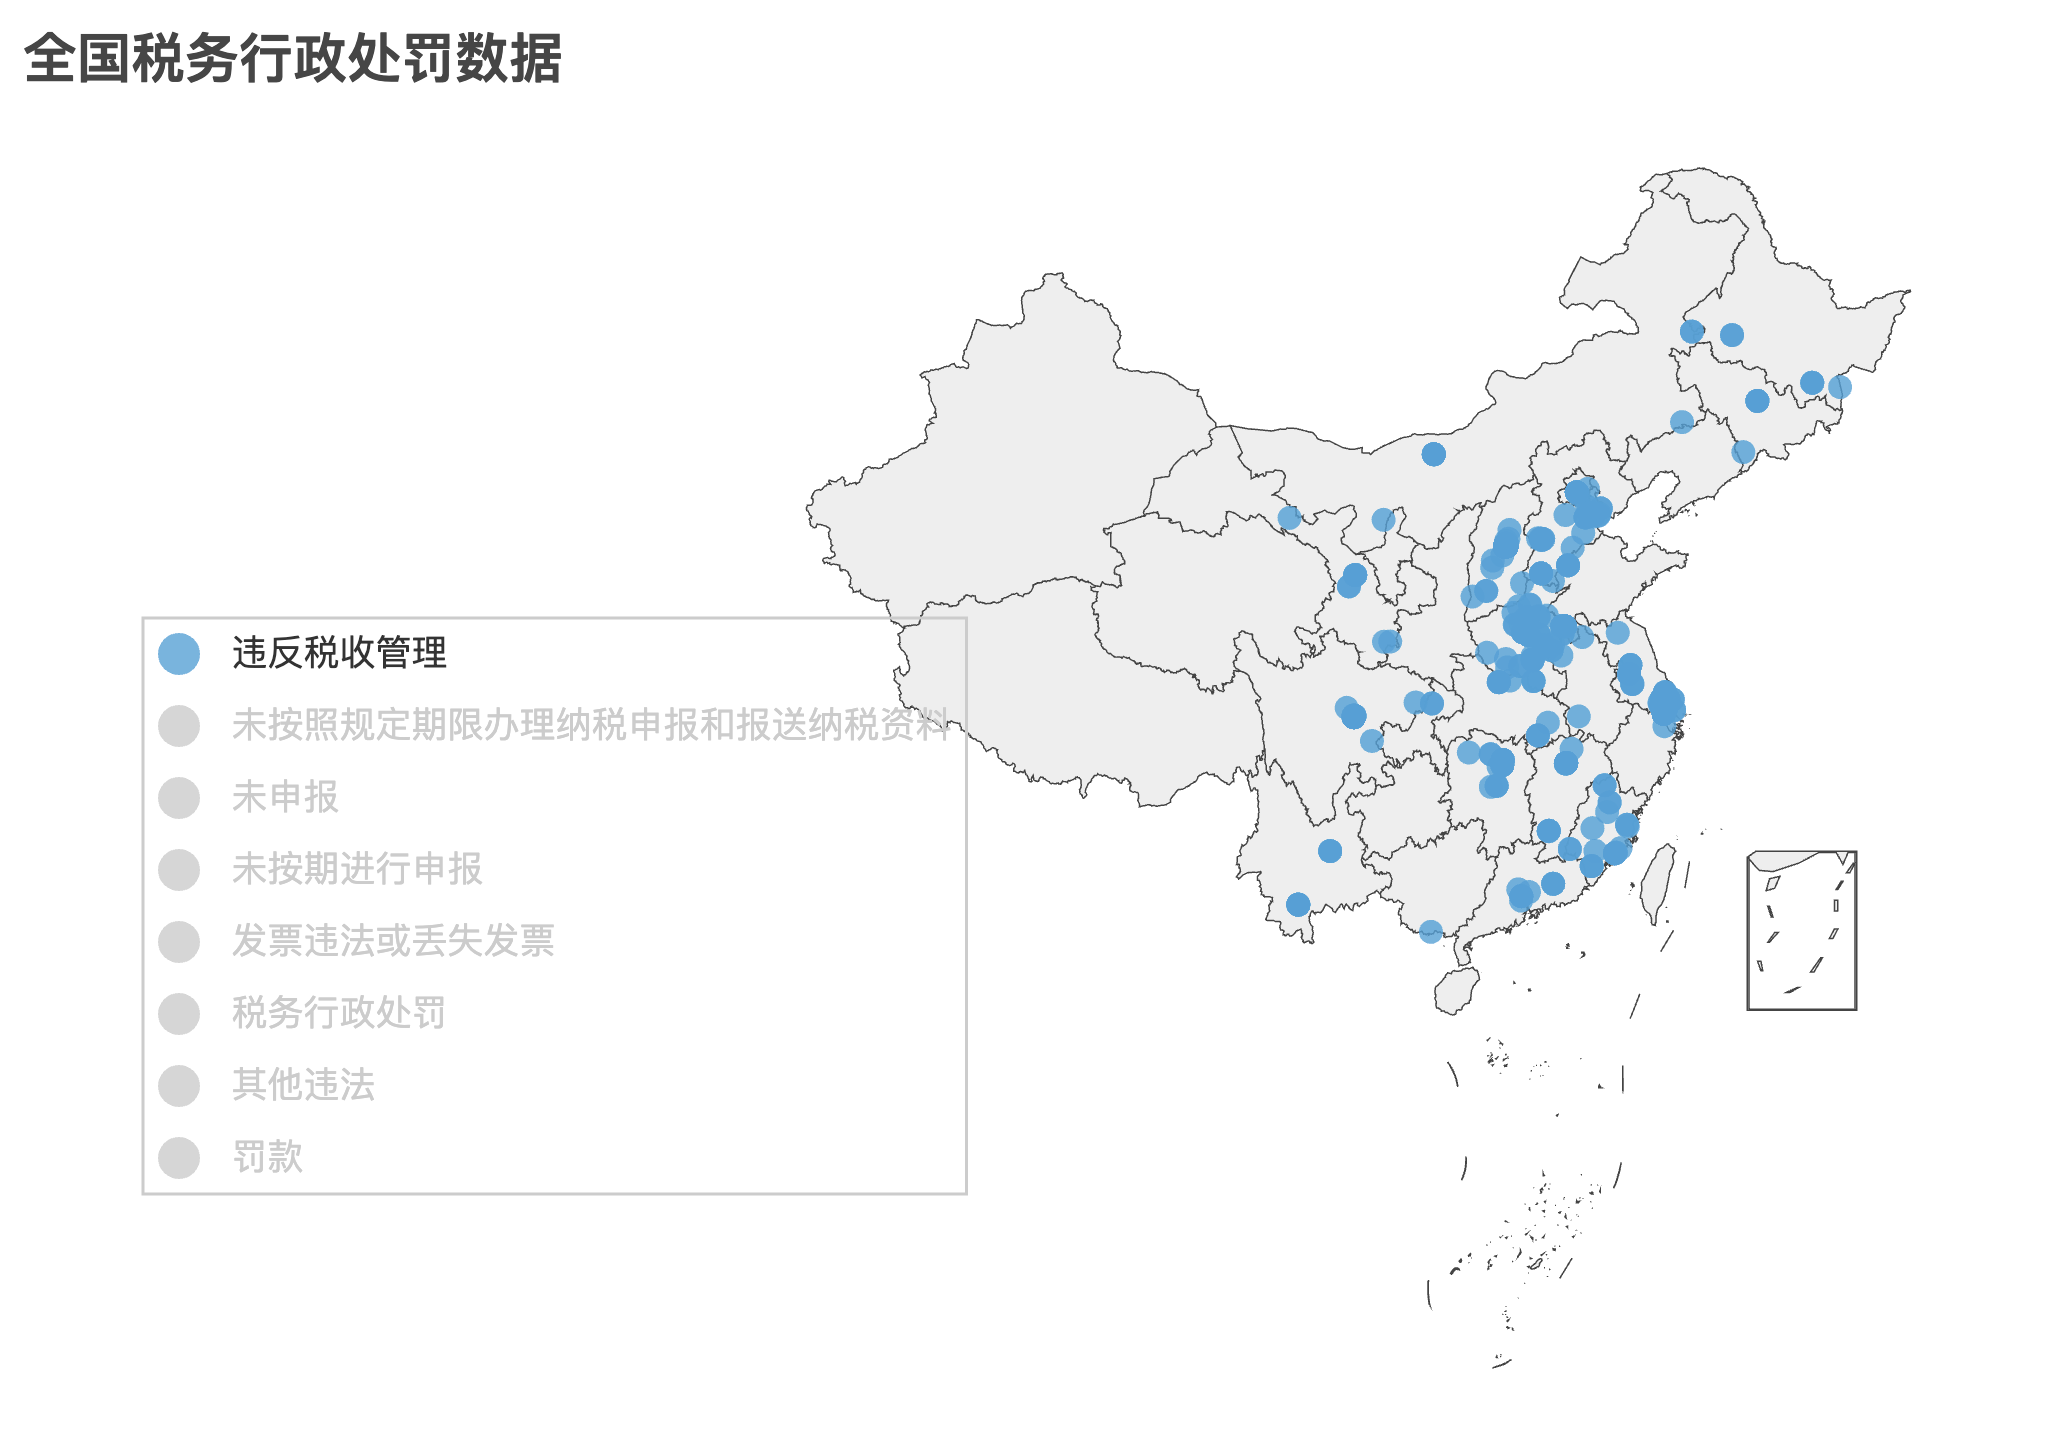 全国税务行政处罚数据
违反税收管理
未按照规定期限办理纳税申报和报送纳税资料
未申报
未按期进行申报
发票违法或丢失发票
税务行政处罚
其他违法
罚款